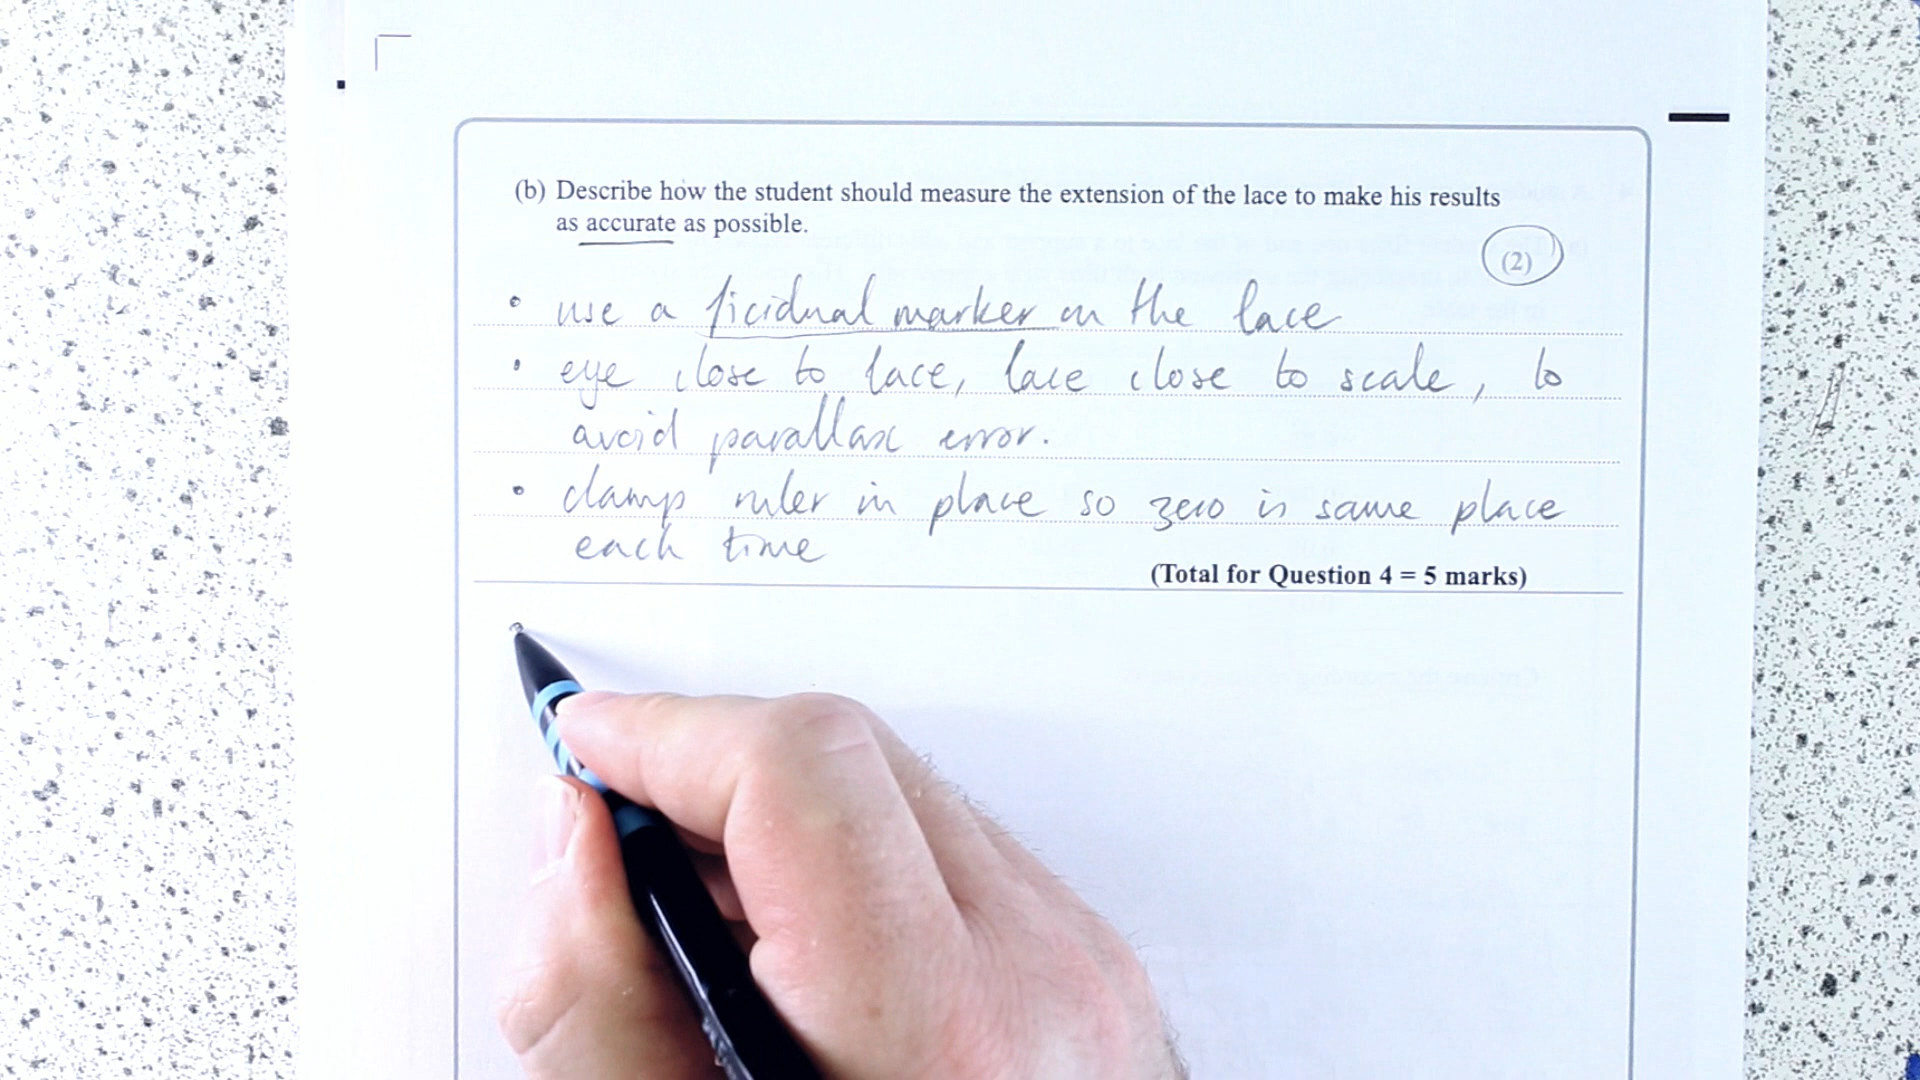 (b) Describe how the student should measure the extension of the lace to make his results
as accurate as possible.
(2)
• use a ficidual marker on the lace
• eye close to lace, lace close to scale, to
avoid parallax error.
• clamp ruler in place so zero is same place
each time
(Total for Question 4 = 5 marks)